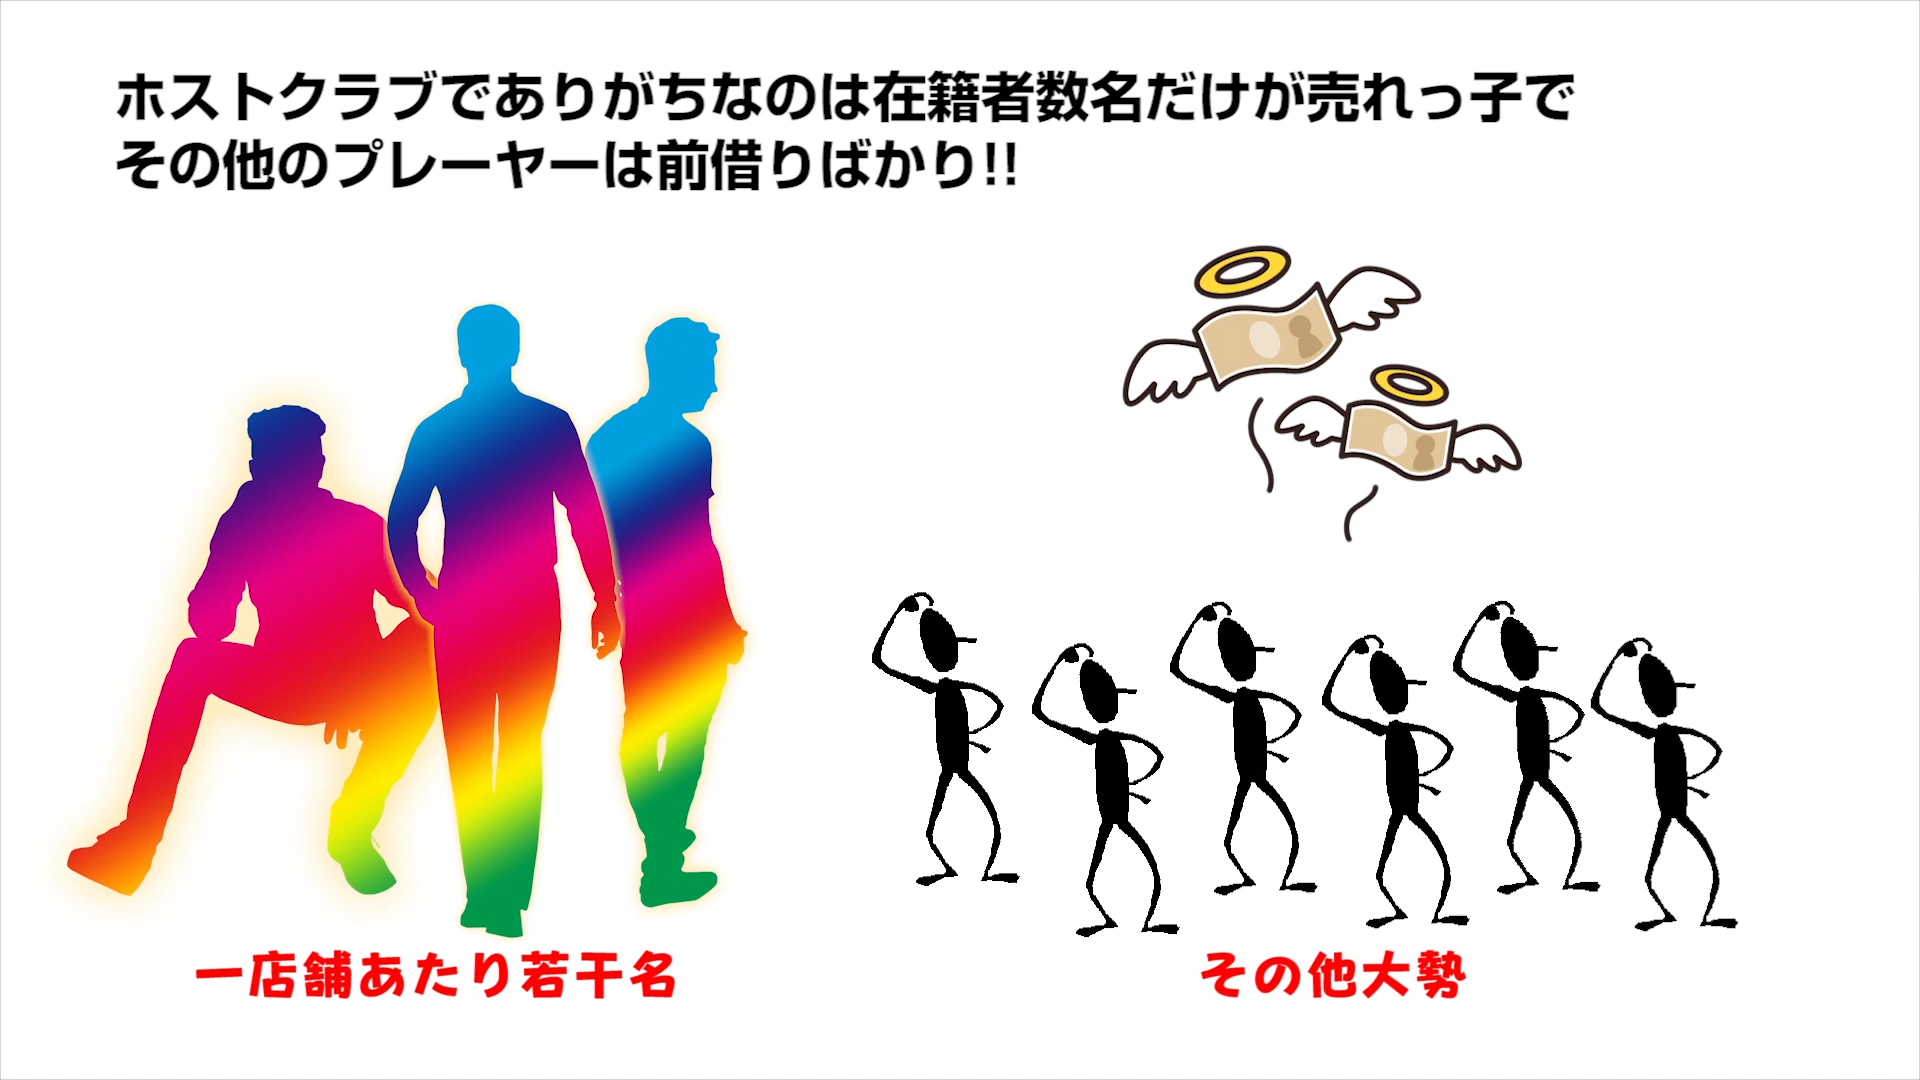 ホストクラブでありがちなのは在籍者数名だけが売れっ子で
その他のプレーヤーは前借りばかり!!
一店舗あたり若干名
その他大勢